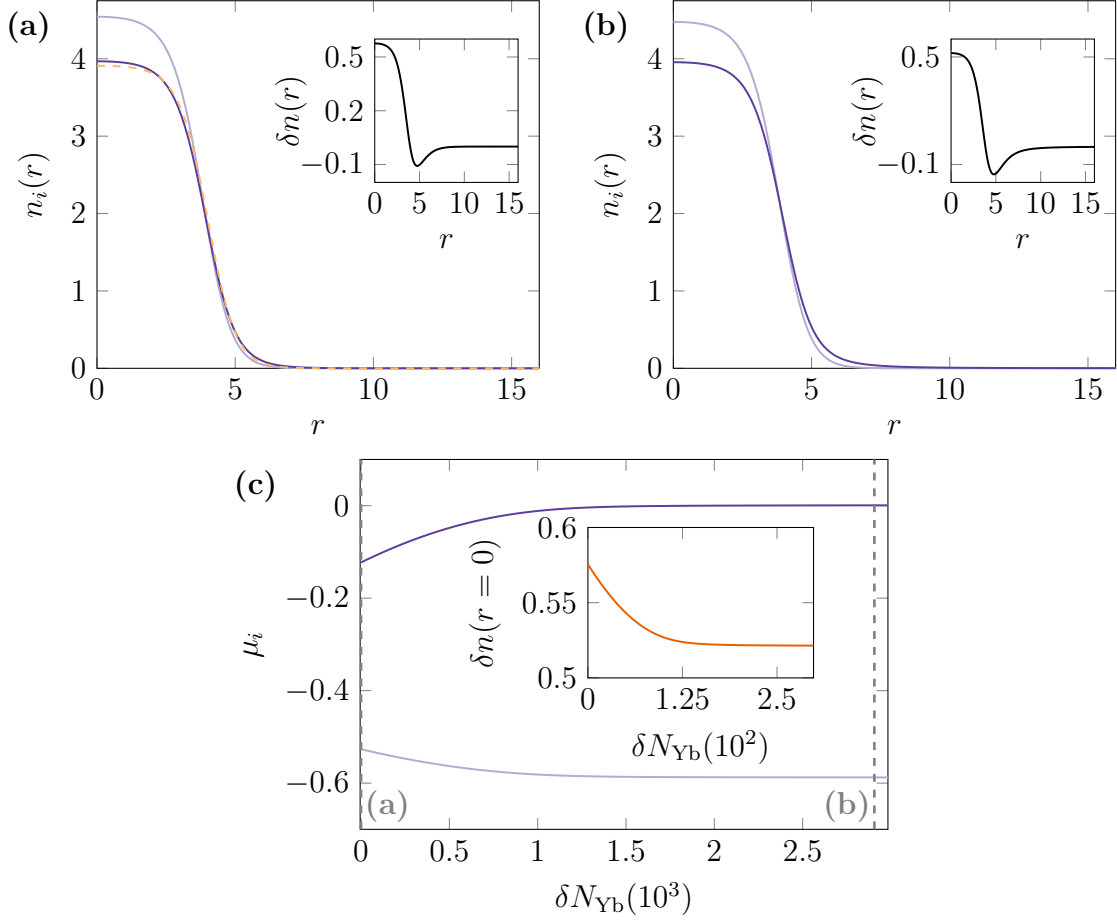 (a)
n_i(r)
4
3
2
1
0
0 5 10 15
r
δn(r)
0.5
0.2
−0.1
0 5 10 15
r
(b)
n_i(r)
4
3
2
1
0
0 5 10 15
r
δn(r)
0.5
−0.1
0 5 10 15
r
(c)
μ_i
0
−0.2
−0.4
−0.6
(a)
(b)
0 0.5 1 1.5 2 2.5
δN_Yb(10^3)
δn(r = 0)
0.6
0.55
0.5
0 1.25 2.5
δN_Yb(10^2)